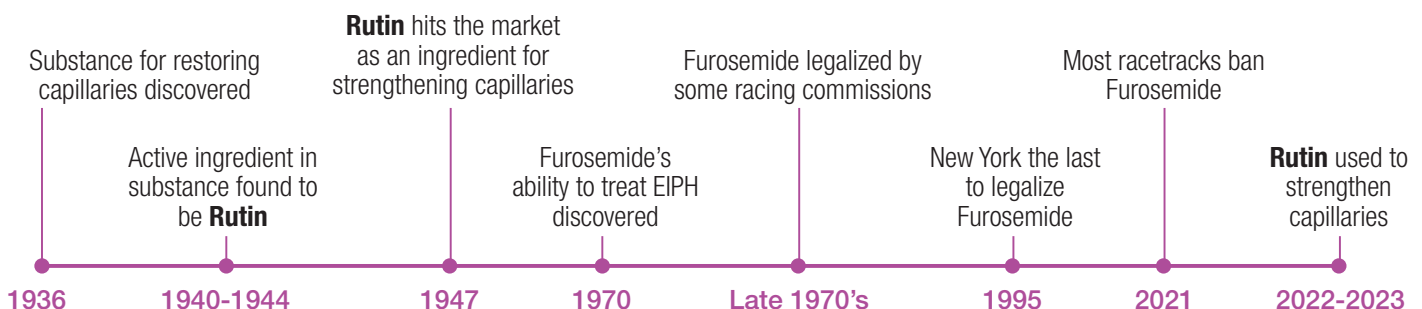 Substance for restoring
capillaries discovered
Active ingredient in
substance found to
be Rutin
Rutin hits the market
as an ingredient for
strengthening capillaries
Furosemide's
ability to treat EIPH
discovered
Furosemide legalized by
some racing commissions
New York the last
to legalize
Furosemide
Most racetracks ban
Furosemide
Rutin used to
strengthen
capillaries
1936
1940-1944
1947
1970
Late 1970's
1995
2021
2022-2023